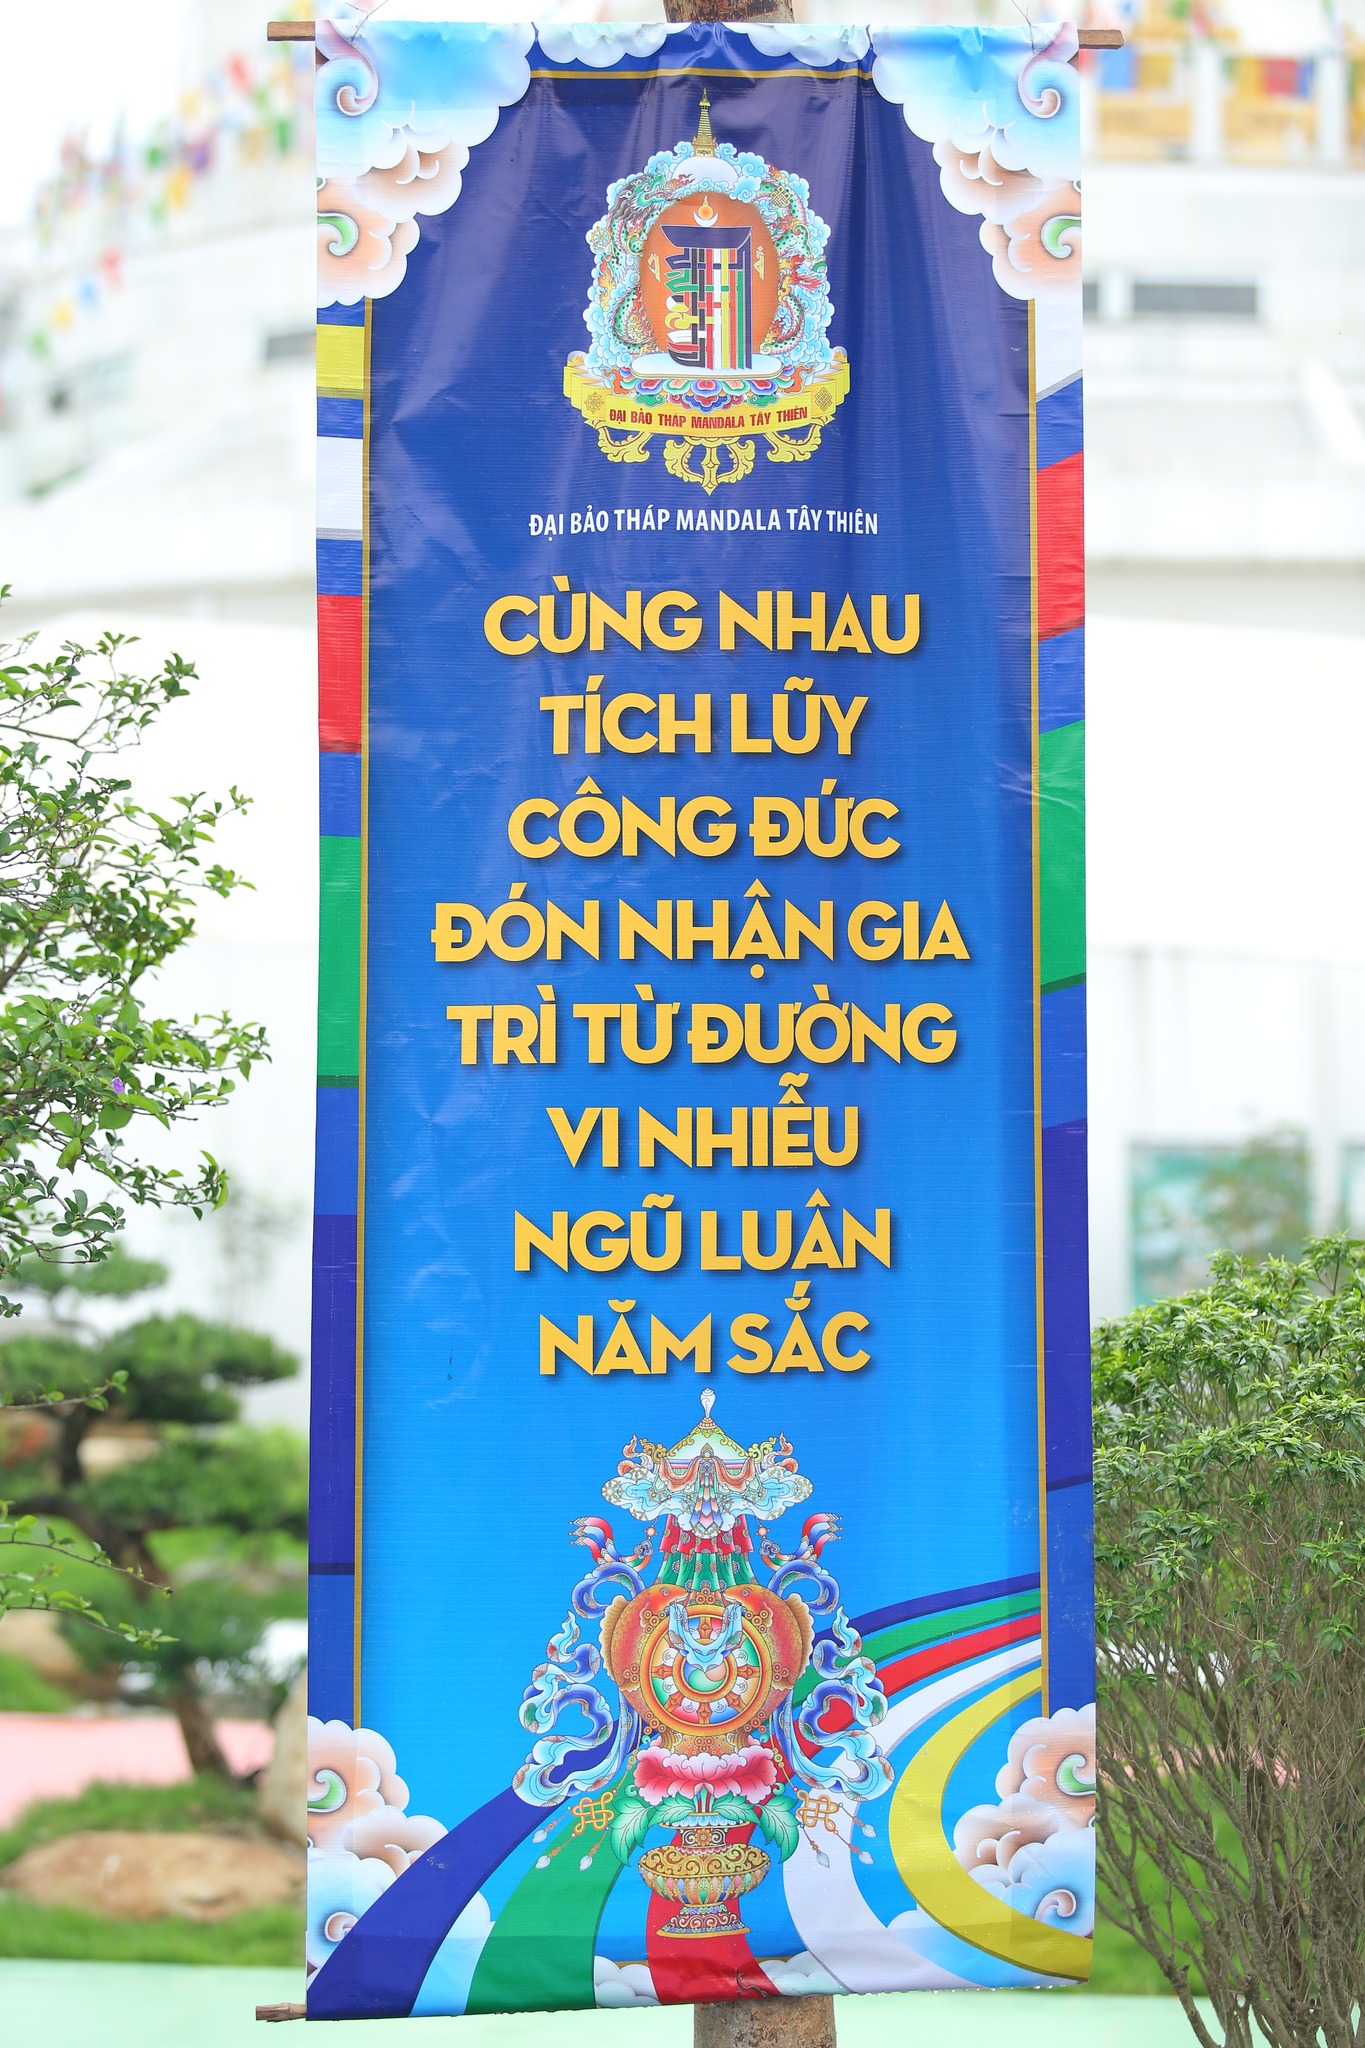 ĐẠI BẢO THÁP MANDALA TÂY THIÊN
ĐẠI BẢO THÁP MANDALA TÂY THIÊN
CÙNG NHAU
TÍCH LŨY
CÔNG ĐỨC
ĐÓN NHẬN GIA
TRÌ TỪ ĐƯỜNG
VI NHIỄU
NGŨ LUÂN
NĂM SẮC